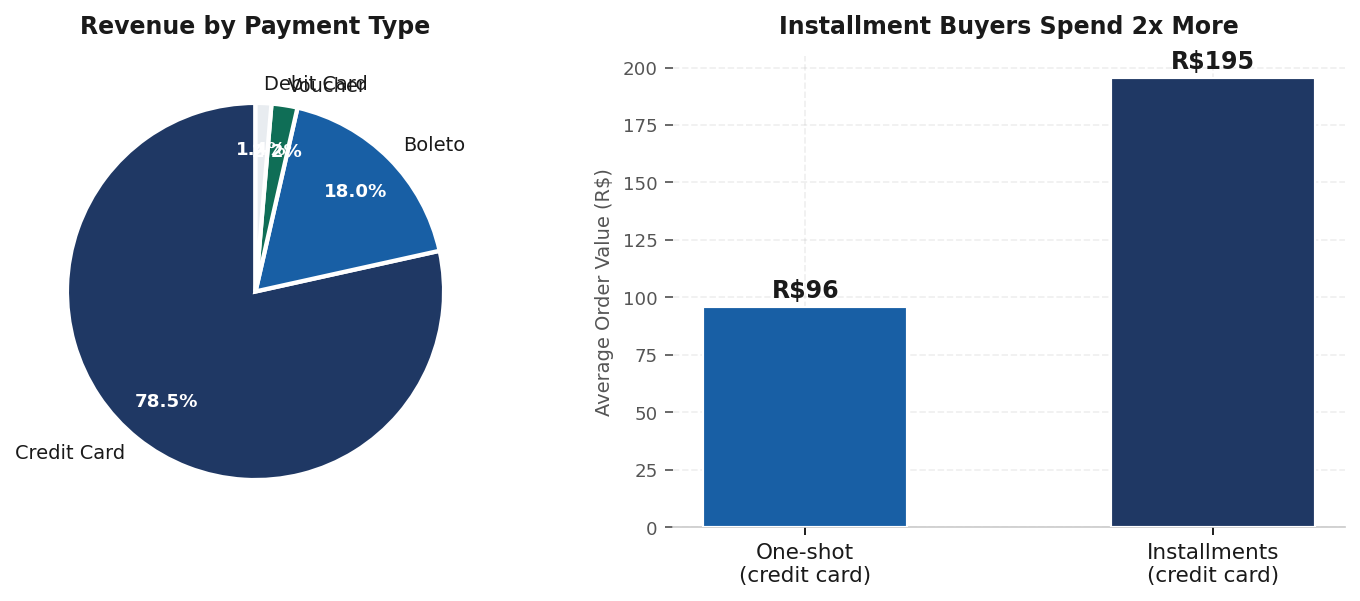 Revenue by Payment Type
Debit Card
Voucher
Boleto
18.0%
78.5%
Credit Card
Installment Buyers Spend 2x More
Average Order Value (R$)
200
175
150
125
100
75
50
25
0
R$96
R$195
One-shot
(credit card)
Installments
(credit card)